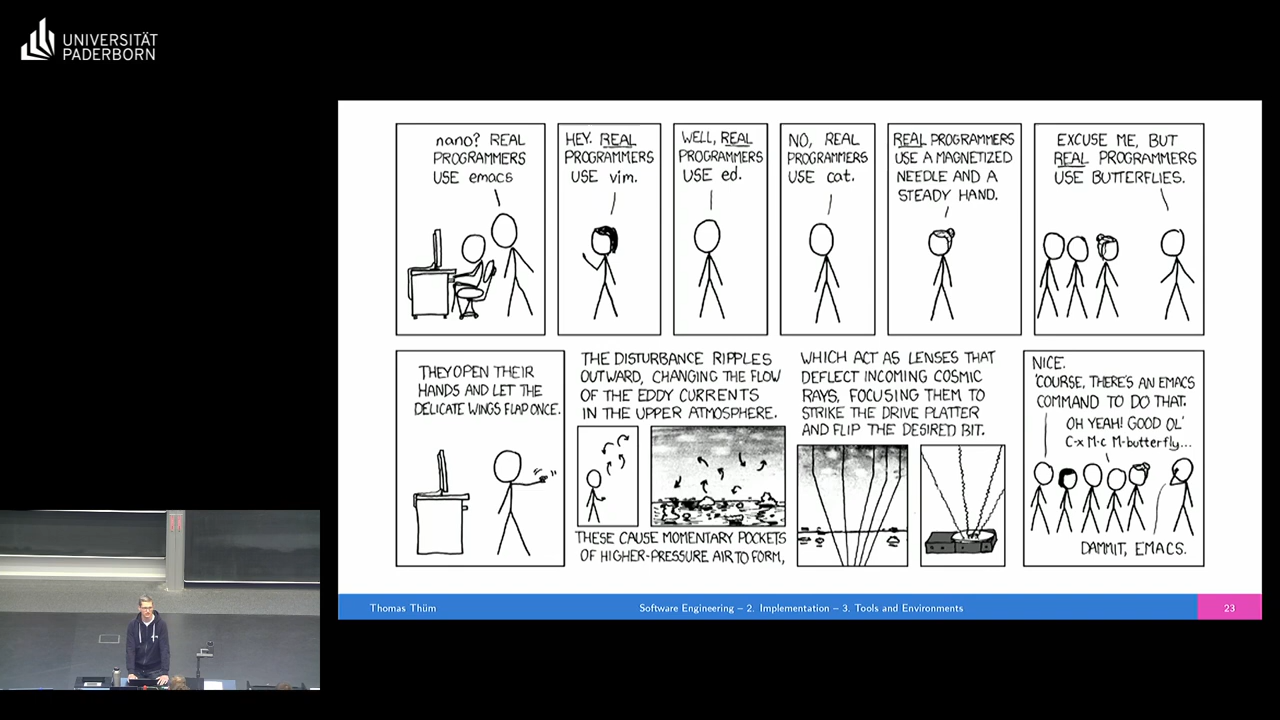 UNIVERSITÄT
PADERBORN
nano? REAL
PROGRAMMERS
USE emacs
HEY. REAL
PROGRAMMERS
USE vim.
WELL, REAL
PROGRAMMERS
USE ed.
NO, REAL
PROGRAMMERS
USE cat.
REAL PROGRAMMERS
USE A MAGNETIZED
NEEDLE AND A
STEADY HAND.
EXCUSE ME, BUT
REAL PROGRAMMERS
USE BUTTERFLIES.
THEY OPEN THEIR
HANDS AND LET THE
DELICATE WINGS FLAP ONCE.
THE DISTURBANCE RIPPLES
OUTWARD, CHANGING THE FLOW
OF THE EDDY CURRENTS
IN THE UPPER ATMOSPHERE.
THESE CAUSE MOMENTARY POCKETS
OF HIGHER-PRESSURE AIR TO FORM,
WHICH ACT AS LENSES THAT
DEFLECT INCOMING COSMIC
RAYS, FOCUSING THEM TO
STRIKE THE DRIVE PLATTER
AND FLIP THE DESIRED BIT.
NICE.
'COURSE, THERE'S AN EMACS
COMMAND TO DO THAT.
OH YEAH! GOOD OL'
C-x M-c M-butterfly...
DAMMIT, EMACS.
Thomas Thüm
Software Engineering – 2. Implementation – 3. Tools and Environments
23